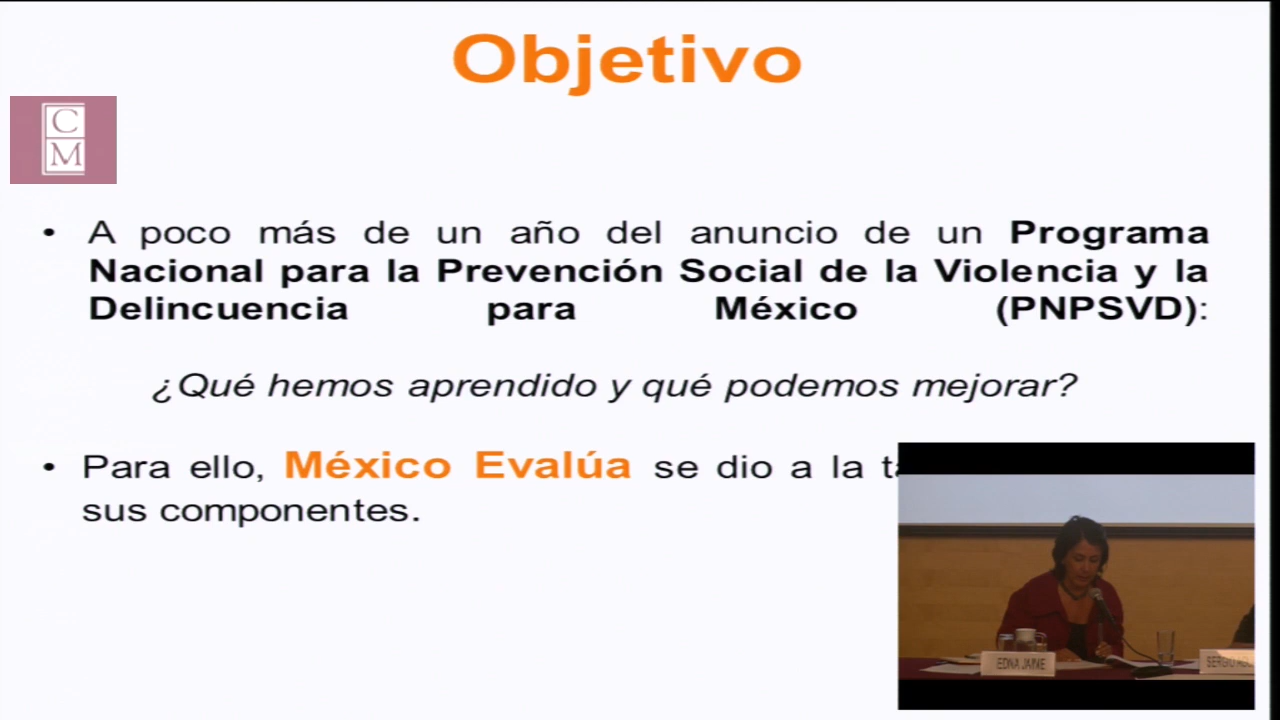 Objetivo
C
M
• A poco más de un año del anuncio de un Programa
Nacional para la Prevención Social de la Violencia y la
Delincuencia para México (PNPSVD):
¿Qué hemos aprendido y qué podemos mejorar?
• Para ello, México Evalúa se dio a la
sus componentes.
EDNA JAIME
SERGIO